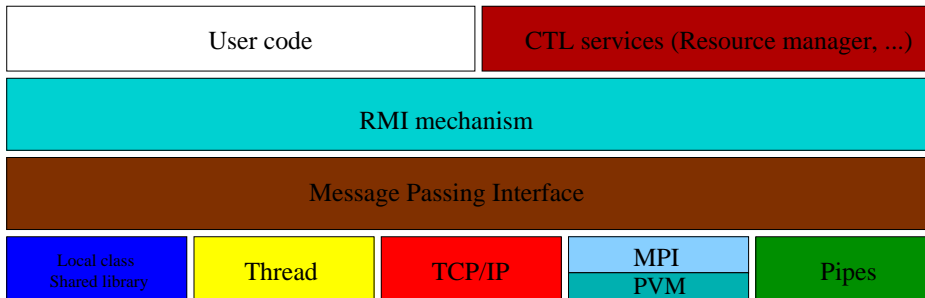 User code
CTL services (Resource manager, ...)
RMI mechanism
Message Passing Interface
Local class
Shared library
Thread
TCP/IP
MPI
PVM
Pipes